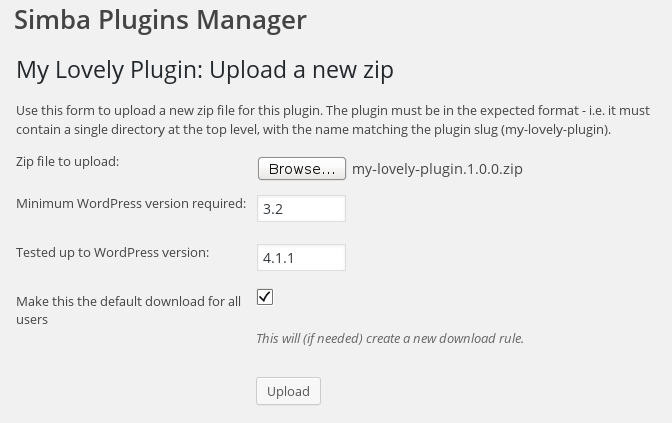 Simba Plugins Manager
My Lovely Plugin: Upload a new zip
Use this form to upload a new zip file for this plugin. The plugin must be in the expected format - i.e. it must
contain a single directory at the top level, with the name matching the plugin slug (my-lovely-plugin).
Zip file to upload:
Browse... my-lovely-plugin.1.0.0.zip
Minimum WordPress version required: 3.2
Tested up to WordPress version: 4.1.1
Make this the default download for all
users
This will (if needed) create a new download rule.
Upload